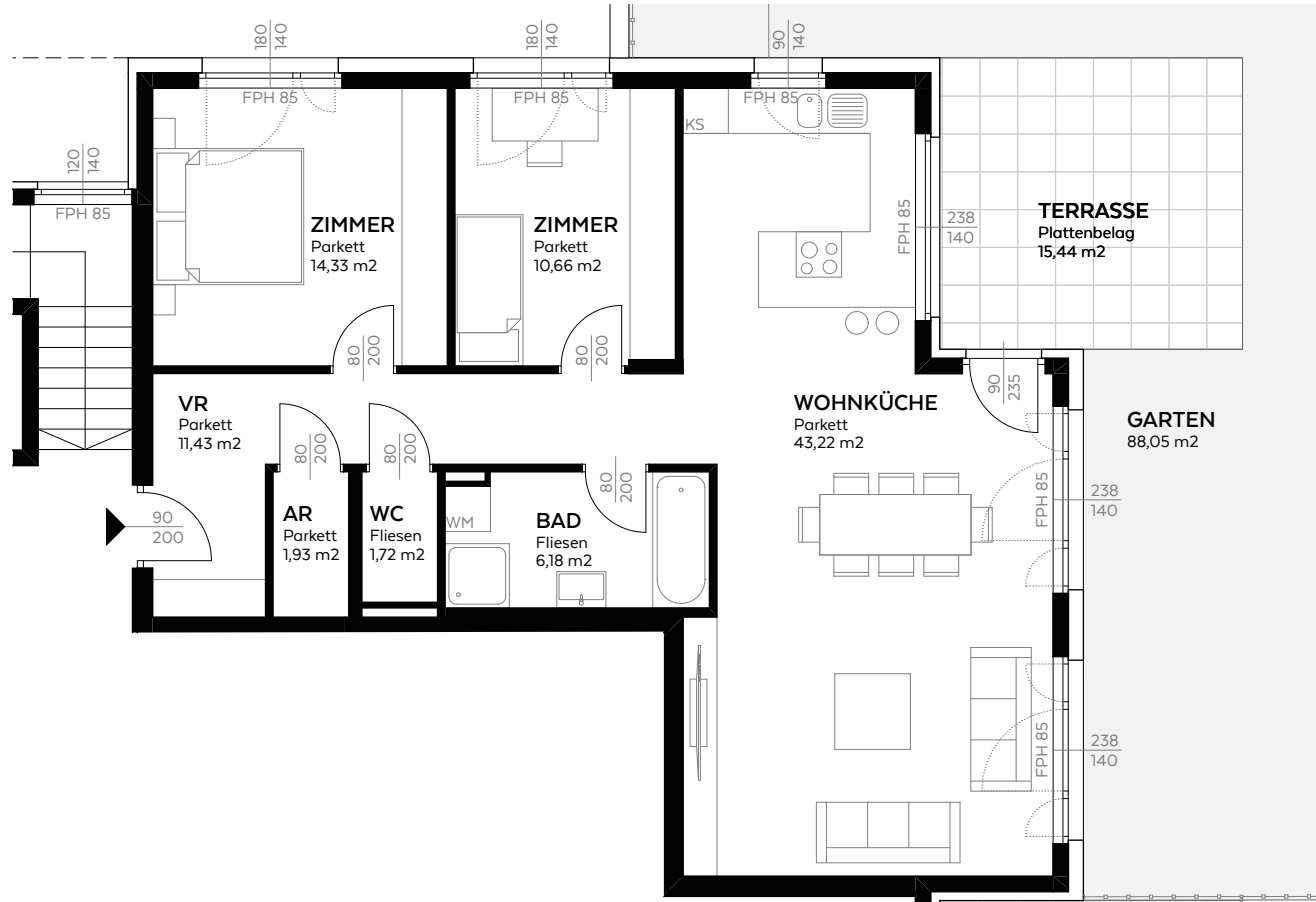 180
140
180
140
90
140
FPH 85
FPH 85
FPH 85
KS
120
140
FPH 85
ZIMMER
Parkett
14,33 m2
ZIMMER
Parkett
10,66 m2
FPH 85
238
140
TERRASSE
Plattenbelag
15,44 m2
80
200
80
200
90
235
VR
Parkett
11,43 m2
WOHNKÜCHE
Parkett
43,22 m2
GARTEN
88,05 m2
80
200
80
200
80
200
FPH 85
238
140
90
200
AR
Parkett
1,93 m2
WC
Fliesen
1,72 m2
WM
BAD
Fliesen
6,18 m2
FPH 85
238
140